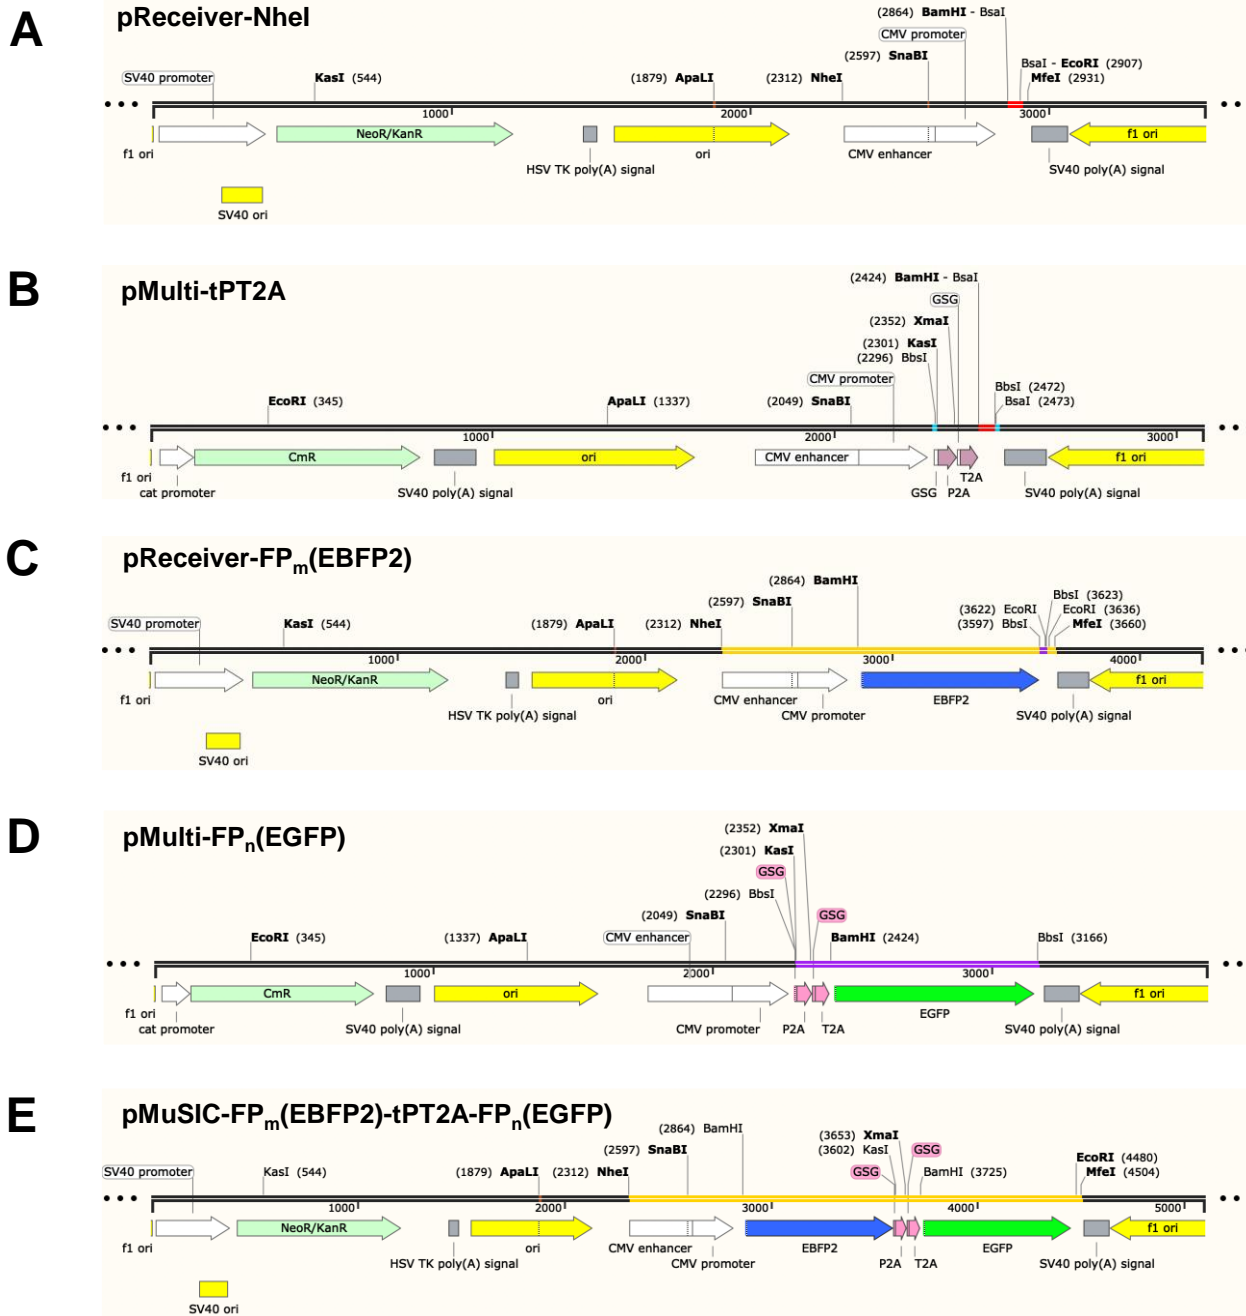 A
pReceiver-NheI
(2864) BamHI - BsaI
CMV promoter
(2597) SnaBI
BsaI - EcoRI (2907)
SV40 promoter
KasI (544)
(1879) ApaLI
(2312) NheI
MfeI (2931)
1000
2000
3000
NeoR/KanR
f1 ori
f1 ori
ori
CMV enhancer
HSV TK poly(A) signal
SV40 poly(A) signal
SV40 ori
B
pMulti-tPT2A
(2424) BamHI - BsaI
GSG
(2352) XmaI
(2301) KasI
(2296) BbsI
CMV promoter
BbsI (2472)
EcoRI (345)
ApaLI (1337)
(2049) SnaBI
BsaI (2473)
1000
2000
3000
CmR
ori
CMV enhancer
f1 ori
f1 ori
T2A
cat promoter
SV40 poly(A) signal
GSG
P2A
SV40 poly(A) signal
C
pReceiver-FPm(EBFP2)
(2864) BamHI
BbsI (3623)
(2597) SnaBI
(3622) EcoRI
EcoRI (3636)
SV40 promoter
KasI (544)
(1879) ApaLI
(2312) NheI
(3597) BbsI
MfeI (3660)
1000
2000
3000
4000
NeoR/KanR
f1 ori
f1 ori
ori
CMV enhancer
EBFP2
HSV TK poly(A) signal
CMV promoter
SV40 poly(A) signal
SV40 ori
D
pMulti-FPn(EGFP)
(2352) XmaI
(2301) KasI
GSG
(2296) BbsI
(2049) SnaBI
GSG
EcoRI (345)
(1337) ApaLI
CMV enhancer
BamHI (2424)
BbsI (3166)
1000
2000
3000
CmR
ori
f1 ori
f1 ori
EGFP
cat promoter
SV40 poly(A) signal
CMV promoter
P2A
T2A
SV40 poly(A) signal
E
pMuSIC-FPm(EBFP2)-tPT2A-FPn(EGFP)
(2864) BamHI
(3653) XmaI
(2597) SnaBI
(3602) KasI
GSG
EcoRI (4480)
SV40 promoter
KasI (544)
(1879) ApaLI
(2312) NheI
GSG
BamHI (3725)
MfeI (4504)
1000
2000
3000
4000
5000
NeoR/KanR
EBFP2
EGFP
f1 ori
f1 ori
ori
CMV enhancer
HSV TK poly(A) signal
CMV promoter
P2A
T2A
SV40 poly(A) signal
SV40 ori